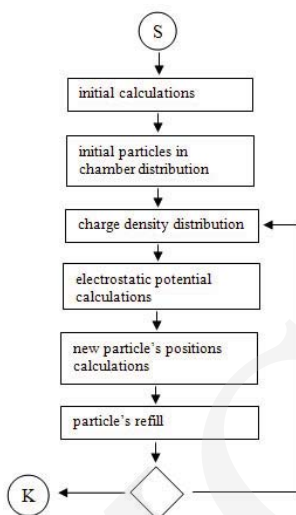 S
initial calculations
initial particles in
chamber distribution
charge density distribution
electrostatic potential
calculations
new particle's positions
calculations
particle's refill
K